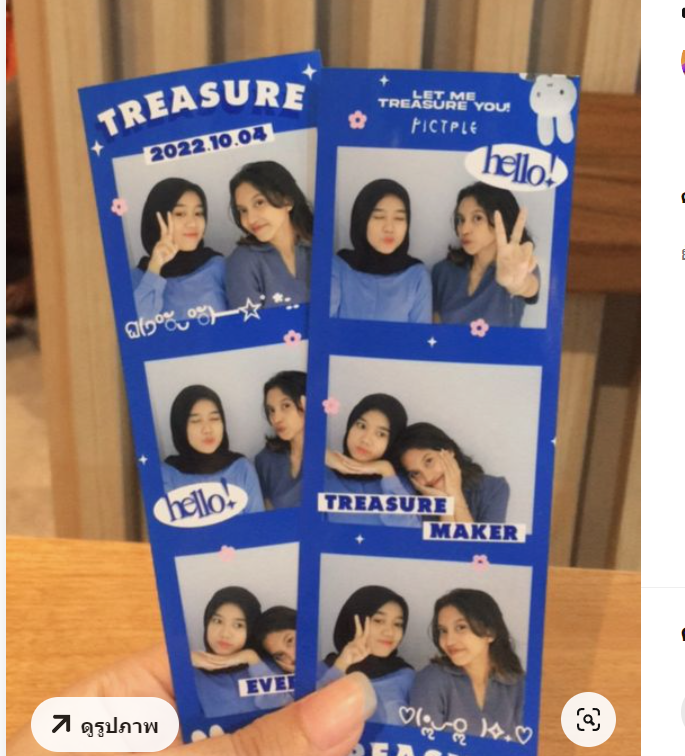 TREASURE
2022.10.04
hello!
LET ME
TREASURE YOU!
PICTPLE
hello!
TREASURE
MAKER
ดูรูปภาพ